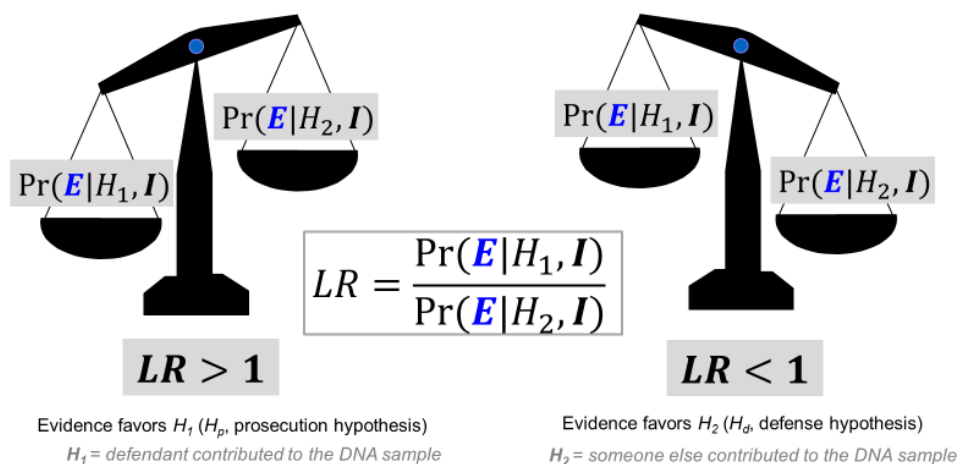 Pr(E|H₂, I)
Pr(E|H₁, I)
Pr(E|H₁, I)
Pr(E|H₂, I)
LR = Pr(E|H₁, I) / Pr(E|H₂, I)
LR > 1
LR < 1
Evidence favors H₁ (Hₚ, prosecution hypothesis)
H₁ = defendant contributed to the DNA sample
Evidence favors H₂ (H_d, defense hypothesis)
H₂ = someone else contributed to the DNA sample